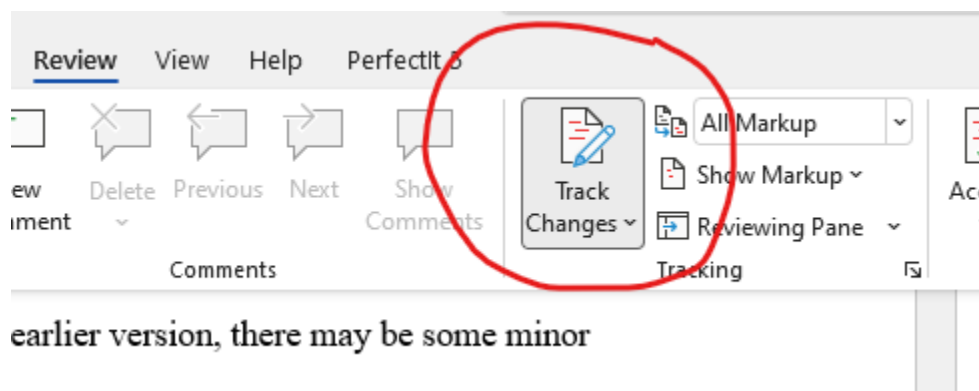 Review View Help PerfectIt 5
All Markup
Delete Previous Next Show Comments
Track Changes
Show Markup
Reviewing Pane
Comments
Tracking
earlier version, there may be some minor